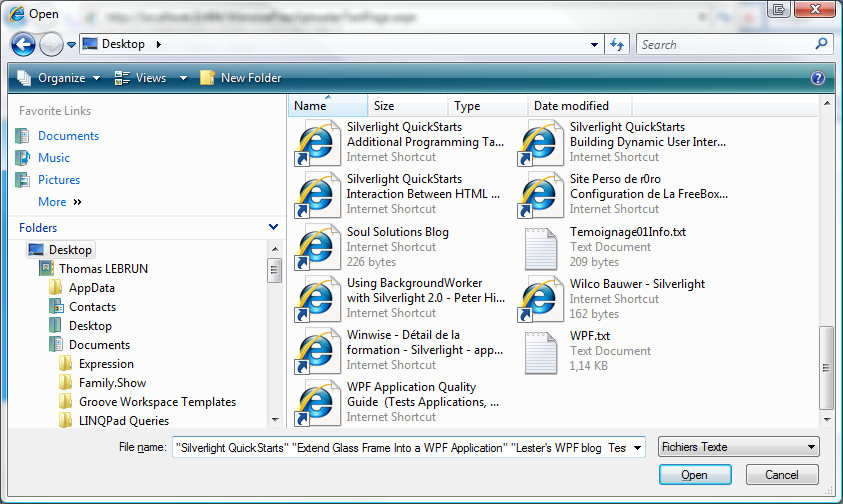 Open
Desktop
Search
Organize
Views
New Folder
Favorite Links
Documents
Music
Pictures
More »
Folders
Desktop
Thomas LEBRUN
AppData
Contacts
Desktop
Documents
Expression
Family.Show
Groove Workspace Templates
LINQPad Queries
Name Size Type Date modified
Silverlight QuickStarts
Additional Programming Ta...
Internet Shortcut
Silverlight QuickStarts
Building Dynamic User Inter...
Internet Shortcut
Silverlight QuickStarts
Interaction Between HTML ...
Internet Shortcut
Site Perso de r0ro
Configuration de La FreeBox...
Internet Shortcut
Soul Solutions Blog
Internet Shortcut
226 bytes
Temoignage01Info.txt
Text Document
209 bytes
Using BackgroundWorker
with Silverlight 2.0 - Peter Hi...
Internet Shortcut
Wilco Bauwer - Silverlight
Internet Shortcut
162 bytes
Winwise - Détail de la
formation - Silverlight - app...
Internet Shortcut
WPF.txt
Text Document
1,14 KB
WPF Application Quality
Guide (Tests Applications, ...
Internet Shortcut
File name: "Silverlight QuickStarts" "Extend Glass Frame Into a WPF Application" "Lester's WPF blog Tes
Fichiers Texte
Open
Cancel